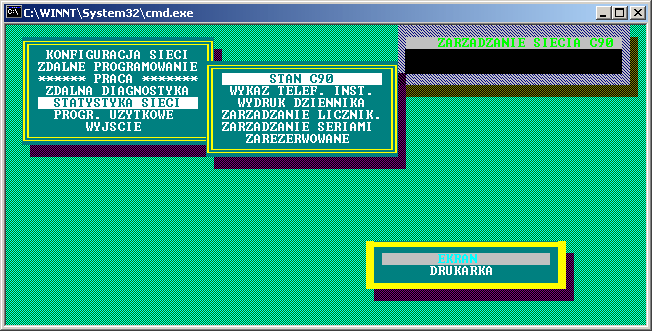 C:\WINNT\System32\cmd.exe
ZARZADZANIE SIECIA C90
KONFIGURACJA SIECI
ZDALNE PROGRAMOWANIE
****** PRACA *******
ZDALNA DIAGNOSTYKA
STATYSTYKA SIECI
PROGR. UZYTKOWE
WYJSCIE
STAN C90
WYKAZ TELEF. INST.
WYDRUK DZIENNIKA
ZARZADZANIE LICZNIK.
ZARZADZANIE SERIAMI
ZAREZERWOWANE
EKRAN
DRUKARKA